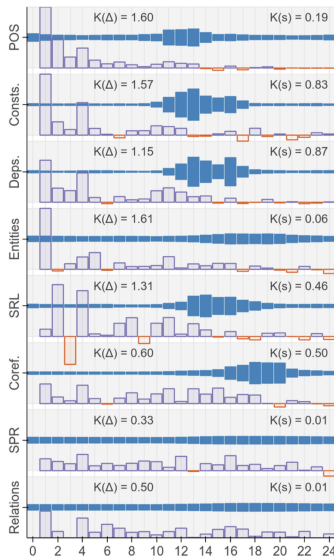 POS
K(Δ) = 1.60 K(s) = 0.19
Consts.
K(Δ) = 1.57 K(s) = 0.83
Deps.
K(Δ) = 1.15 K(s) = 0.87
Entities
K(Δ) = 1.61 K(s) = 0.06
SRL
K(Δ) = 1.31 K(s) = 0.46
Coref.
K(Δ) = 0.60 K(s) = 0.50
SPR
K(Δ) = 0.33 K(s) = 0.01
Relations
K(Δ) = 0.50 K(s) = 0.01
0 2 4 6 8 10 12 14 16 18 20 22 24